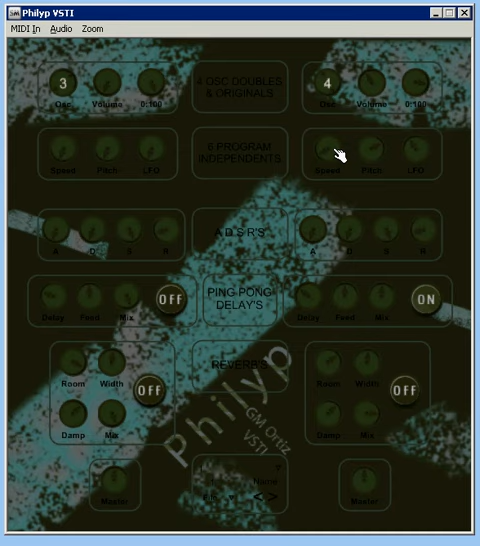 Philyp VSTI
MIDI In Audio Zoom
3
4 OSC DOUBLES
& ORIGINALS
4
Osc Volume 0:100
Osc Volume 0:100
6 PROGRAM
INDEPENDENTS
Speed Pitch LFO
Speed Pitch LFO
A D S R'S
A D S R
A D S R
OFF
PING PONG
DELAY'S
ON
Delay Feed Mix
Delay Feed Mix
REVERB'S
Room Width
OFF
Damp Mix
Room Width
OFF
Damp Mix
Philyp
GM Ortiz
VSTI
Master
Name
< >
Master